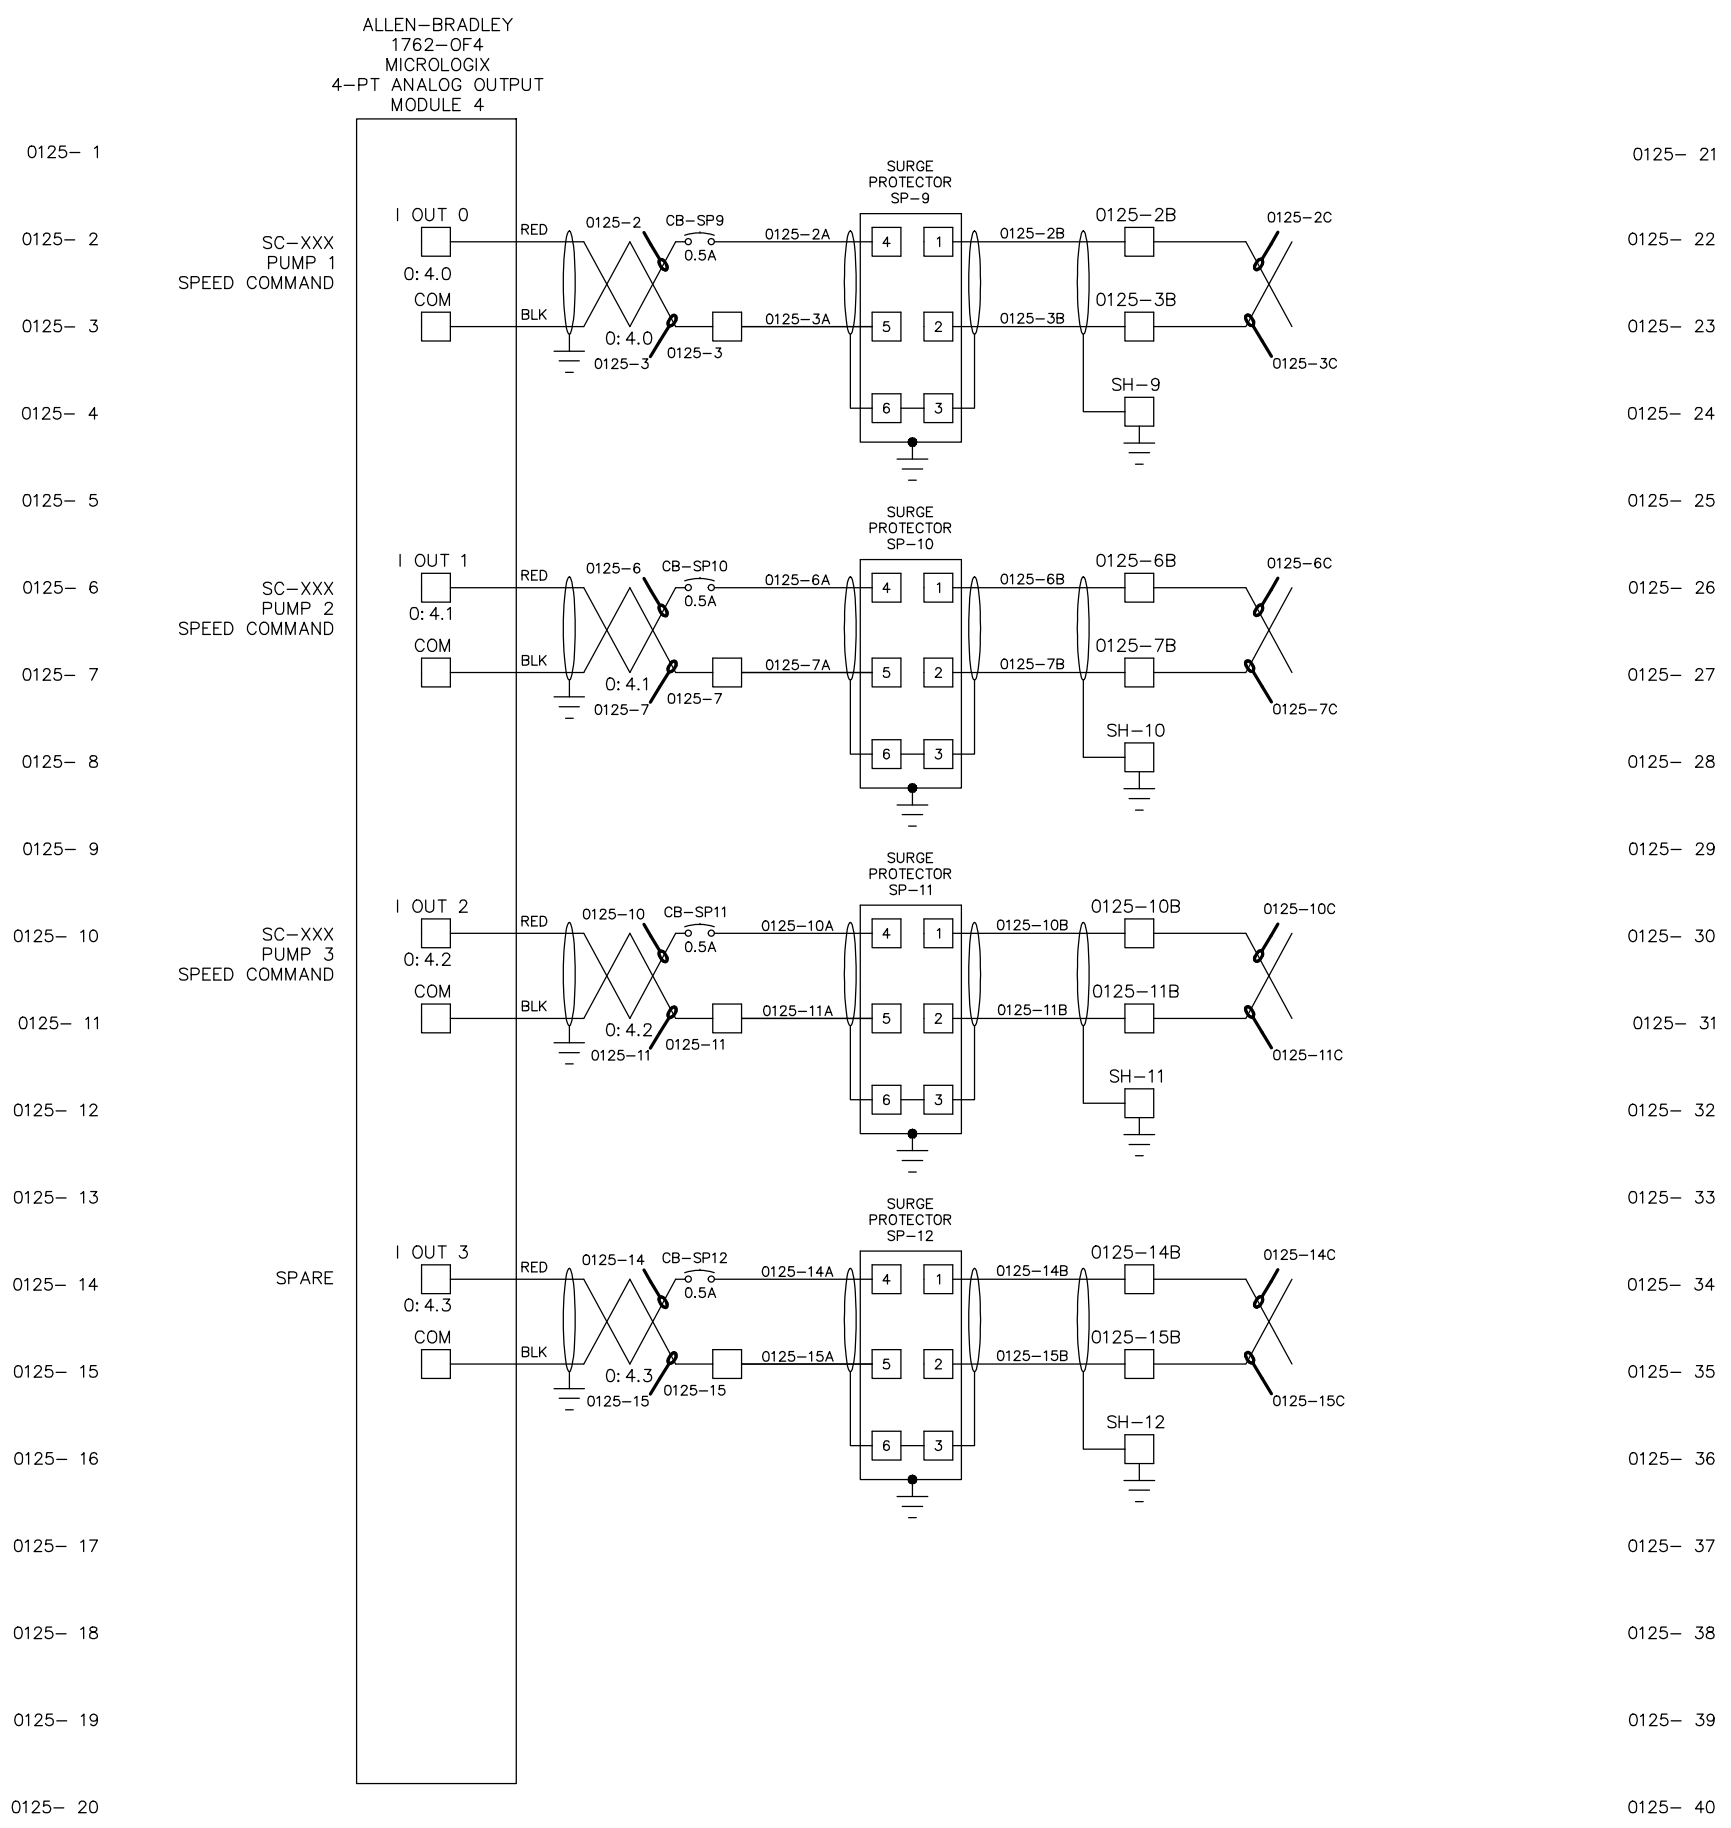 ALLEN-BRADLEY
1762-OF4
MICROLOGIX
4-PT ANALOG OUTPUT
MODULE 4
0125- 1
0125- 21
SURGE
PROTECTOR
SP-9
0125- 2
SC-XXX
PUMP 1
SPEED COMMAND
I OUT 0
O:4.0
RED
0125-2
CB-SP9
0.5A
0125-2A
4
1
0125-2B
0125-2B
0125-2C
0125- 22
0125- 3
COM
BLK
O:4.0
0125-3
0125-3
0125-3A
5
2
0125-3B
0125-3B
0125-3C
0125- 23
0125- 4
6
3
SH-9
0125- 24
0125- 5
0125- 25
SURGE
PROTECTOR
SP-10
0125- 6
SC-XXX
PUMP 2
SPEED COMMAND
I OUT 1
O:4.1
RED
0125-6
CB-SP10
0.5A
0125-6A
4
1
0125-6B
0125-6B
0125-6C
0125- 26
0125- 7
COM
BLK
O:4.1
0125-7
0125-7
0125-7A
5
2
0125-7B
0125-7B
0125-7C
0125- 27
0125- 8
6
3
SH-10
0125- 28
0125- 9
0125- 29
SURGE
PROTECTOR
SP-11
0125- 10
SC-XXX
PUMP 3
SPEED COMMAND
I OUT 2
O:4.2
RED
0125-10
CB-SP11
0.5A
0125-10A
4
1
0125-10B
0125-10B
0125-10C
0125- 30
0125- 11
COM
BLK
O:4.2
0125-11
0125-11
0125-11A
5
2
0125-11B
0125-11B
0125-11C
0125- 31
0125- 12
6
3
SH-11
0125- 32
0125- 13
0125- 33
SURGE
PROTECTOR
SP-12
0125- 14
SPARE
I OUT 3
O:4.3
RED
0125-14
CB-SP12
0.5A
0125-14A
4
1
0125-14B
0125-14B
0125-14C
0125- 34
0125- 15
COM
BLK
O:4.3
0125-15
0125-15
0125-15A
5
2
0125-15B
0125-15B
0125-15C
0125- 35
0125- 16
6
3
SH-12
0125- 36
0125- 17
0125- 37
0125- 18
0125- 38
0125- 19
0125- 39
0125- 20
0125- 40